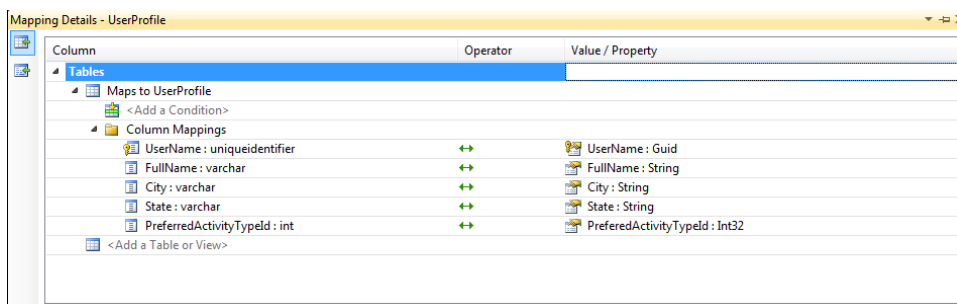 Mapping Details - UserProfile
Column Operator Value / Property
Tables
Maps to UserProfile
<Add a Condition>
Column Mappings
UserName : uniqueidentifier UserName : Guid
FullName : varchar FullName : String
City : varchar City : String
State : varchar State : String
PreferredActivityTypeId : int PreferedActivityTypeId : Int32
<Add a Table or View>